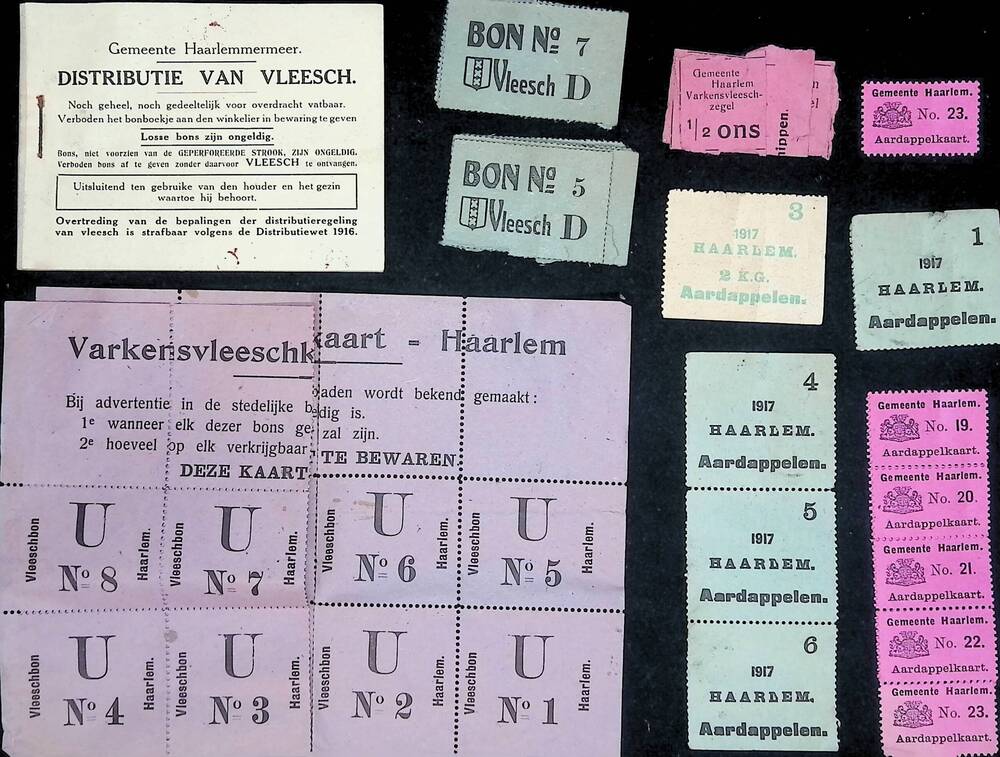 Gemeente Haarlemmermeer.
DISTRIBUTIE VAN VLEESCH.
Noch geheel, noch gedeeltelijk voor overdracht vatbaar.
Verboden het bonboekje aan den winkelier in bewaring te geven
Losse bons zijn ongeldig.
Bons, niet voorzien van de GEPERFOREERDE STROOK, ZIJN ONGELDIG.
Verboden bons af te geven zonder daarvoor VLEESCH te ontvangen.
Uitsluitend ten gebruike van den houder en het gezin
waartoe hij behoort.
Overtreding van de bepalingen der distributieregeling
van vleesch is strafbaar volgens de Distributiewet 1916.
BON No 7
Vleesch D
BON No 5
Vleesch D
Gemeente
Haarlem
Varkensvleesch-
zegel
1/2 ons
Gemeente Haarlem.
No. 23.
Aardappelkaart.
3
1917
HAARLEM.
2 K.G.
Aardappelen.
1
1917
HAARLEM.
Aardappelen.
Varkensvleeschkaart - Haarlem
Bij advertentie in de stedelijke b aden wordt bekend gemaakt:
1e wanneer elk dezer bons ge dig is.
2e hoeveel op elk verkrijgbaar zal zijn.
DEZE KAART TE BEWAREN.
Vleeschbon U No 8 Haarlem.
Vleeschbon U No 7 Haarlem.
Vleeschbon U No 6 Haarlem.
Vleeschbon U No 5 Haarlem.
Vleeschbon U No 4 Haarlem.
Vleeschbon U No 3 Haarlem.
Vleeschbon U No 2 Haarlem.
Vleeschbon U No 1 Haarlem.
4
1917
HAARLEM.
Aardappelen.
5
1917
HAARLEM.
Aardappelen.
6
1917
HAARLEM.
Aardappelen.
Gemeente Haarlem.
No. 19.
Aardappelkaart.
Gemeente Haarlem.
No. 20.
Aardappelkaart.
Gemeente Haarlem.
No. 21.
Aardappelkaart.
Gemeente Haarlem.
No. 22.
Aardappelkaart.
Gemeente Haarlem.
No. 23.
Aardappelkaart.